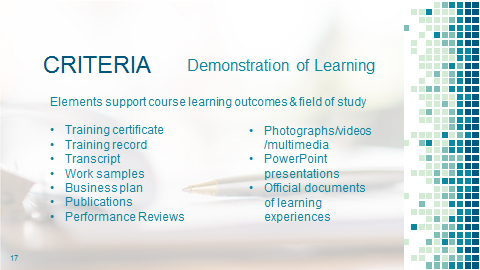 CRITERIA Demonstration of Learning
Elements support course learning outcomes & field of study
• Training certificate
• Training record
• Transcript
• Work samples
• Business plan
• Publications
• Performance Reviews
• Photographs/videos
/multimedia
• PowerPoint
presentations
• Official documents
of learning
experiences
17